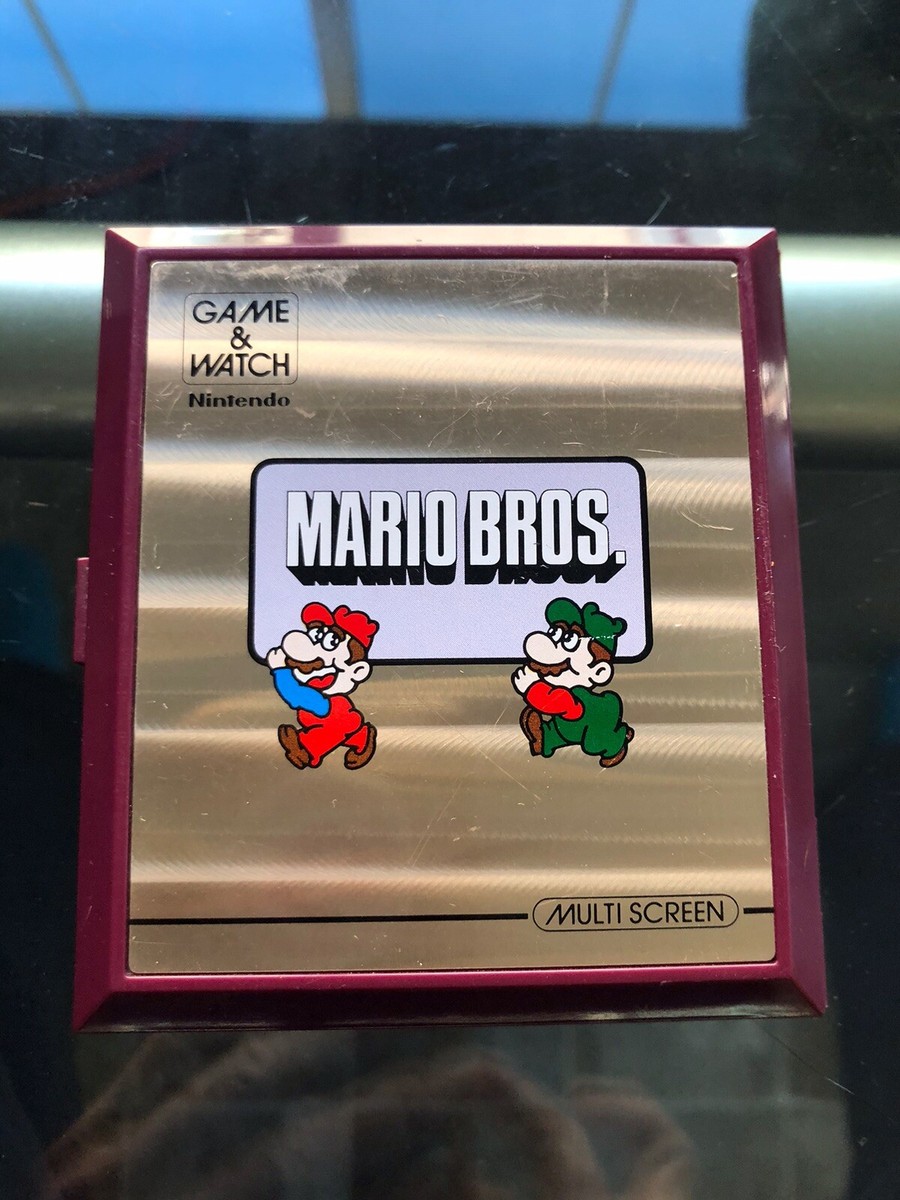 GAME
&
WATCH
Nintendo
MARIO BROS.
MULTI SCREEN